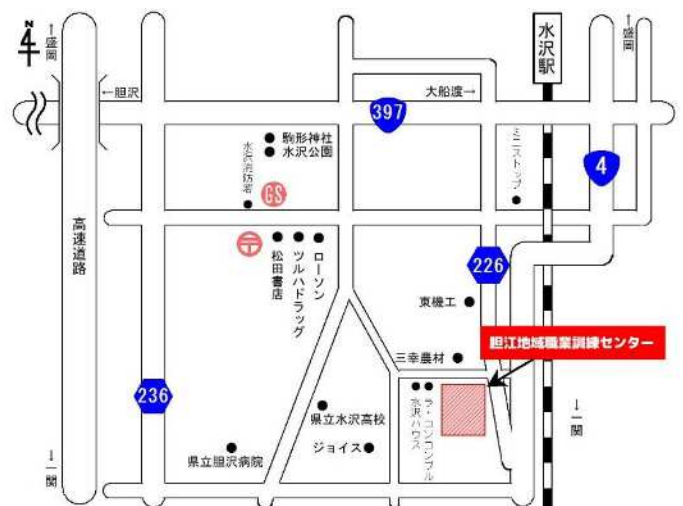 N
↑盛岡
水沢駅
↑盛岡
←胆沢
大船渡→
397
4
駒形神社
水沢公園
水沢消防署
GS
ミニストップ
〒
松田書店
ツルハドラッグ
ローソン
高速道路
226
東機工
胆江地域職業訓練センター
三幸農材
236
県立水沢高校
水沢ハウス
ラ・コンコンブル
県立胆沢病院
ジョイス
↓一関
↓一関